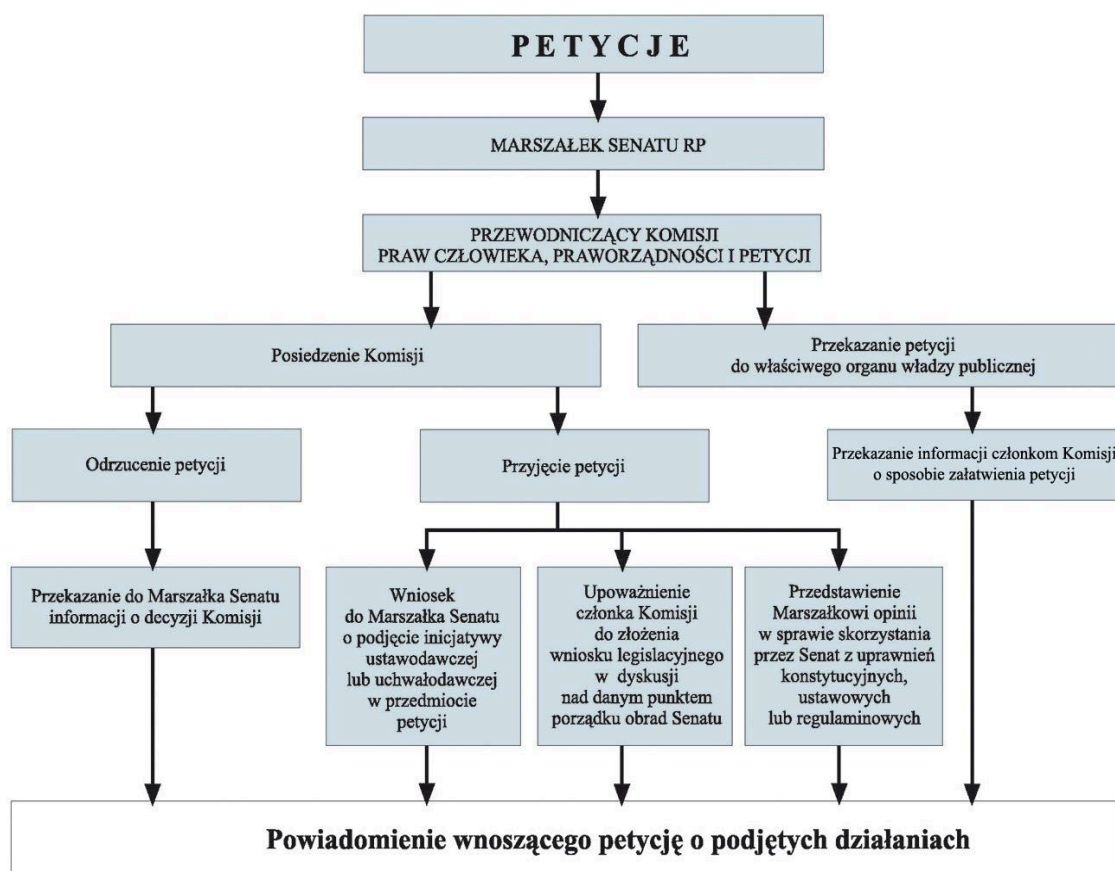 PETYCJE
MARSZAŁEK SENATU RP
PRZEWODNICZĄCY KOMISJI
PRAW CZŁOWIEKA, PRAWORZĄDNOŚCI I PETYCJI
Posiedzenie Komisji
Przekazanie petycji
do właściwego organu władzy publicznej
Odrzucenie petycji
Przyjęcie petycji
Przekazanie informacji członkom Komisji
o sposobie załatwienia petycji
Przekazanie do Marszałka Senatu
informacji o decyzji Komisji
Wniosek
do Marszałka Senatu
o podjęcie inicjatywy
ustawodawczej
lub uchwałodawczej
w przedmiocie
petycji
Upoważnienie
członka Komisji
do złożenia
wniosku legislacyjnego
w dyskusji
nad danym punktem
porządku obrad Senatu
Przedstawienie
Marszałkowi opinii
w sprawie skorzystania
przez Senat z uprawnień
konstytucyjnych,
ustawowych
lub regulaminowych
Powiadomienie wnoszącego petycję o podjętych działaniach